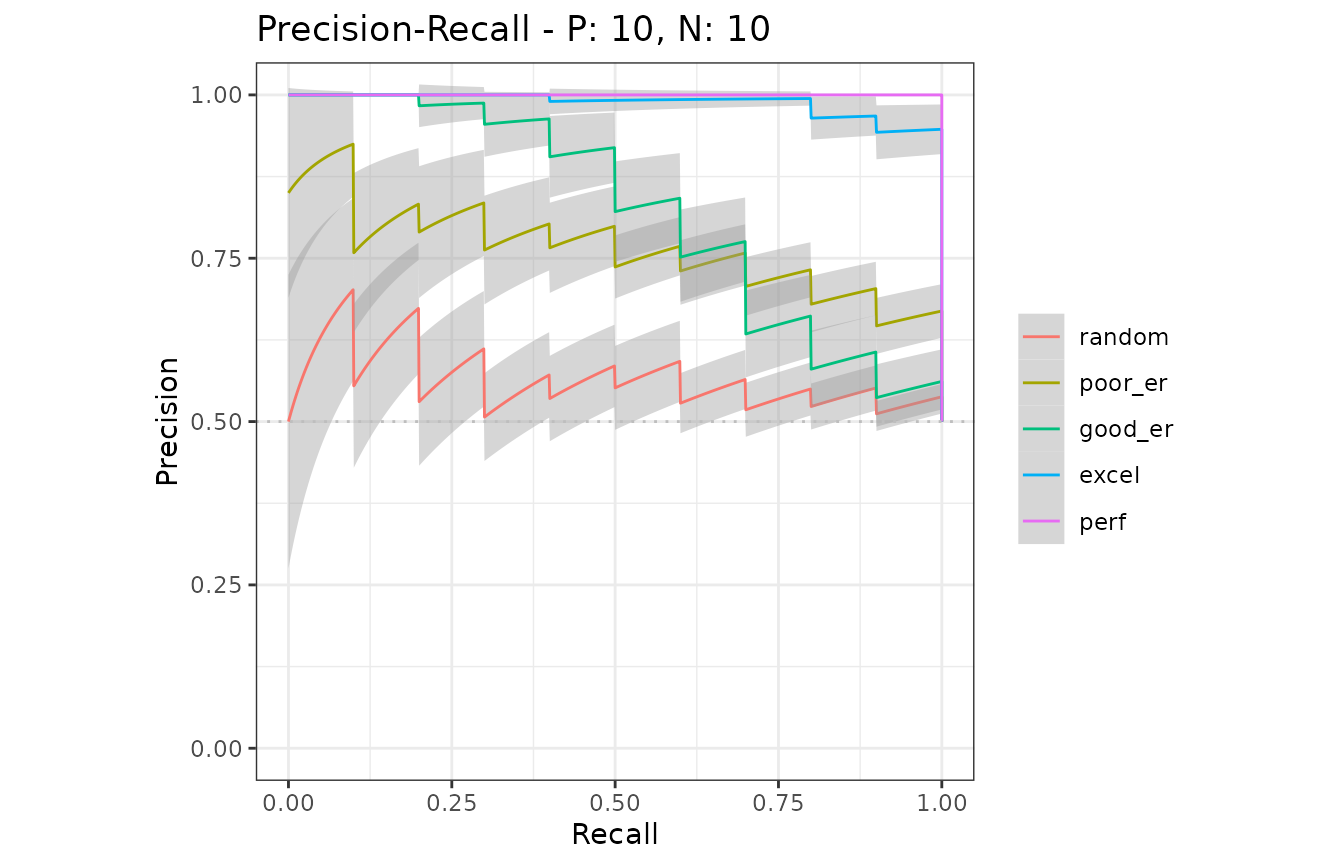 Precision-Recall - P: 10, N: 10
Precision
1.00
0.75
0.50
0.25
0.00
0.00 0.25 0.50 0.75 1.00
Recall
random
poor_er
good_er
excel
perf